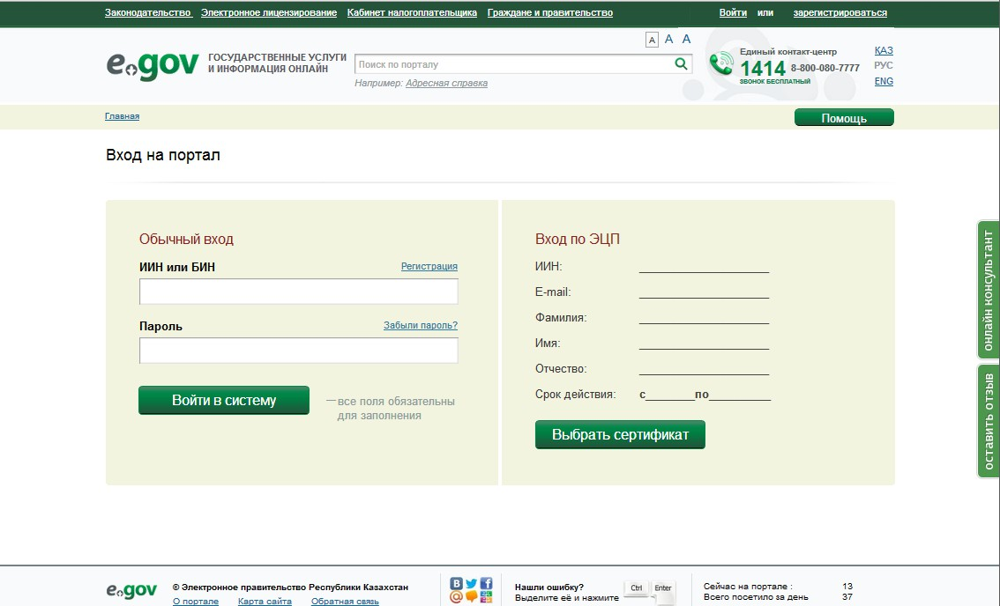 Законодательство Электронное лицензирование Кабинет налогоплательщика Граждане и правительство Войти или зарегистрироваться
A A A
e.gov ГОСУДАРСТВЕННЫЕ УСЛУГИ
И ИНФОРМАЦИЯ ОНЛАЙН
Поиск по порталу
Например: Адресная справка
Единый контакт-центр
1414 8-800-080-7777
ЗВОНОК БЕСПЛАТНЫЙ
ҚАЗ
РУС
ENG
Главная
Помощь
Вход на портал
Обычный вход
ИИН или БИН Регистрация
Пароль Забыли пароль?
Войти в систему
—все поля обязательны
для заполнения
Вход по ЭЦП
ИИН:
E-mail:
Фамилия:
Имя:
Отчество:
Срок действия: с________по__________
Выбрать сертификат
онлайн консультант
оставить отзыв
e.gov
© Электронное правительство Республики Казахстан
О портале Карта сайта Обратная связь
Нашли ошибку?
Выделите её и нажмите
Ctrl Enter
Сейчас на портале : 13
Всего посетило за день 37